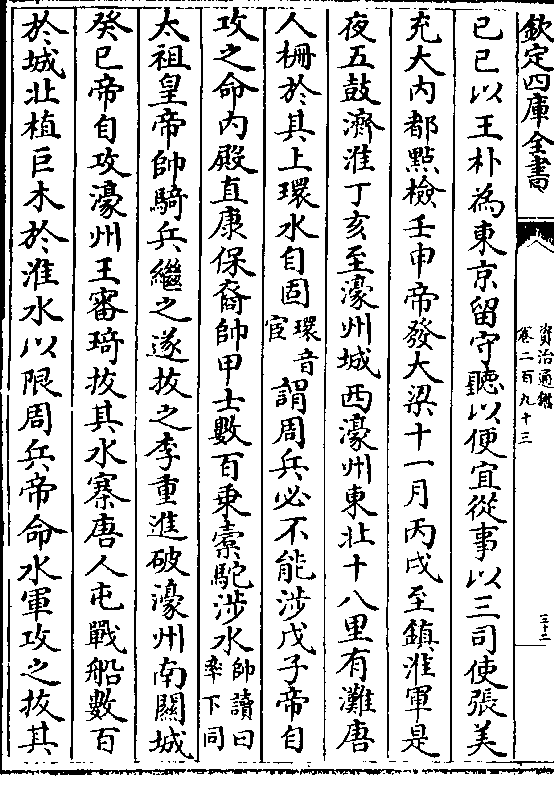 欽定四庫全書
資治通鑑
卷二百九十三
三十二
己巳以王朴為東京留守聽以便宜從事以三司使張美
充大内都點檢壬申帝發大梁十一月丙戌至鎮淮軍是
夜五鼓濟淮丁亥至濠州城西濠州東北十八里有灘唐
人栅於其上環水自固環音宦謂周兵必不能涉戊子帝自
攻之命内殿直康保裔帥甲士數百乗橐駝涉水帥讀曰率下同
太祖皇帝帥騎兵繼之遂拔之李重進破濠州南關城
癸巳帝自攻濠州王審琦拔其水寨唐人屯戰船數百
於城北植巨木於淮水以限周兵帝命水軍攻之拔其